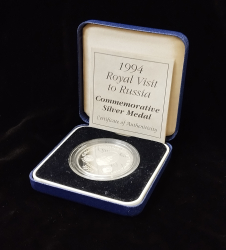 1994
Royal Visit
to Russia
Commemorative
Silver Medal
Certificate of Authenticity